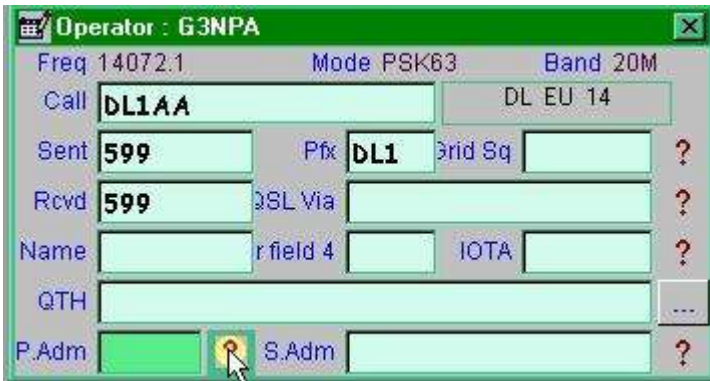 Operator : G3NPA
Freq 14072.1 Mode PSK63 Band 20M
Call DL1AA DL EU 14
Sent 599 Pfx DL1 Grid Sq ?
Rcvd 599 QSL Via ?
Name r field 4 IOTA ?
QTH ...
P.Adm ? S.Adm ?